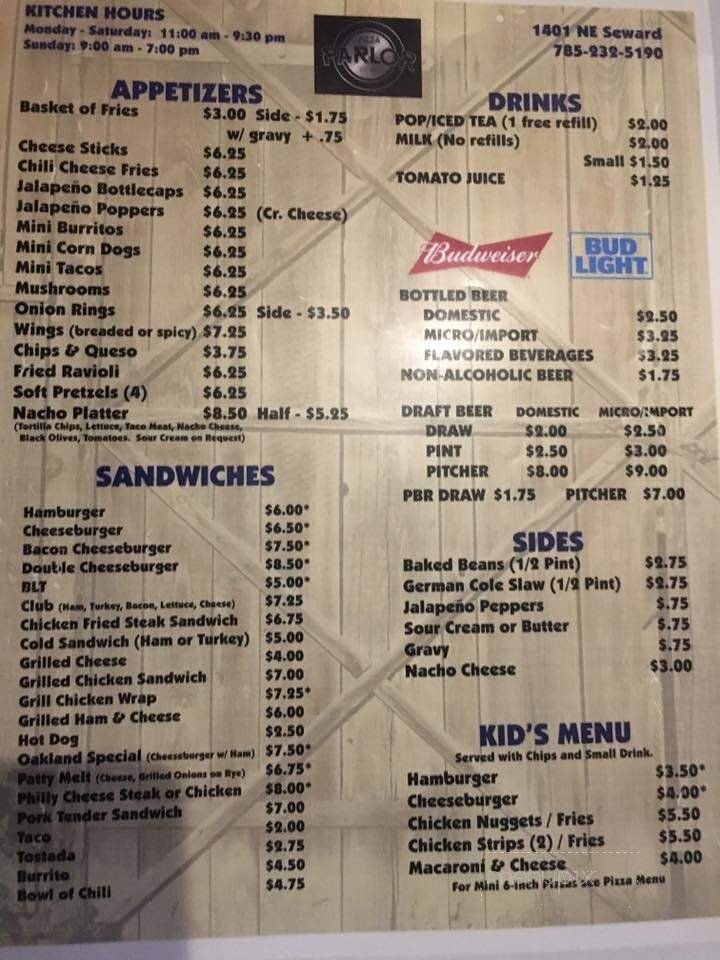 KITCHEN HOURS
Monday - Saturday: 11:00 am - 9:30 pm
Sunday: 9:00 am - 7:00 pm
PIZZA
PARLOR
1401 NE Seward
785-232-5190
APPETIZERS
Basket of Fries $3.00 Side - $1.75
w/ gravy + .75
Cheese Sticks $6.25
Chili Cheese Fries $6.25
Jalapeño Bottlecaps $6.25
Jalapeño Poppers $6.25 (Cr. Cheese)
Mini Burritos $6.25
Mini Corn Dogs $6.25
Mini Tacos $6.25
Mushrooms $6.25
Onion Rings $6.25 Side - $3.50
Wings (breaded or spicy) $7.25
Chips & Queso $3.75
Fried Ravioli $6.25
Soft Pretzels (4) $6.25
Nacho Platter $8.50 Half - $5.25
(Tortilla Chips, Lettuce, Taco Meat, Nacho Cheese,
Black Olives, Tomatoes. Sour Cream on Request)
SANDWICHES
Hamburger $6.00*
Cheeseburger $6.50*
Bacon Cheeseburger $7.50*
Double Cheeseburger $8.50*
BLT $5.00*
Club (Ham, Turkey, Bacon, Lettuce, Cheese) $7.25
Chicken Fried Steak Sandwich $6.75
Cold Sandwich (Ham or Turkey) $5.00
Grilled Cheese $4.00
Grilled Chicken Sandwich $7.00
Grill Chicken Wrap $7.25*
Grilled Ham & Cheese $6.00
Hot Dog $2.50
Oakland Special (Cheeseburger w/ Ham) $7.50*
Patty Melt (Cheese, Grilled Onions on Rye) $6.75*
Philly Cheese Steak or Chicken $8.00*
Pork Tender Sandwich $7.00
Taco $2.00
Tostada $2.75
Burrito $4.50
Bowl of Chili $4.75
DRINKS
POP/ICED TEA (1 free refill) $2.00
MILK (No refills) $2.00
Small $1.50
TOMATO JUICE $1.25
Budweiser
BUD
LIGHT
BOTTLED BEER
DOMESTIC $2.50
MICRO/IMPORT $3.25
FLAVORED BEVERAGES $3.25
NON-ALCOHOLIC BEER $1.75
DRAFT BEER DOMESTIC MICRO/IMPORT
DRAW $2.00 $2.50
PINT $2.50 $3.00
PITCHER $8.00 $9.00
PBR DRAW $1.75 PITCHER $7.00
SIDES
Baked Beans (1/2 Pint) $2.75
German Cole Slaw (1/2 Pint) $2.75
Jalapeño Peppers $.75
Sour Cream or Butter $.75
Gravy $.75
Nacho Cheese $3.00
KID'S MENU
Served with Chips and Small Drink.
Hamburger $3.50*
Cheeseburger $4.00*
Chicken Nuggets / Fries $5.50
Chicken Strips (2) / Fries $5.50
Macaroni & Cheese $4.00
For Mini 6-inch Pizzas see Pizza Menu